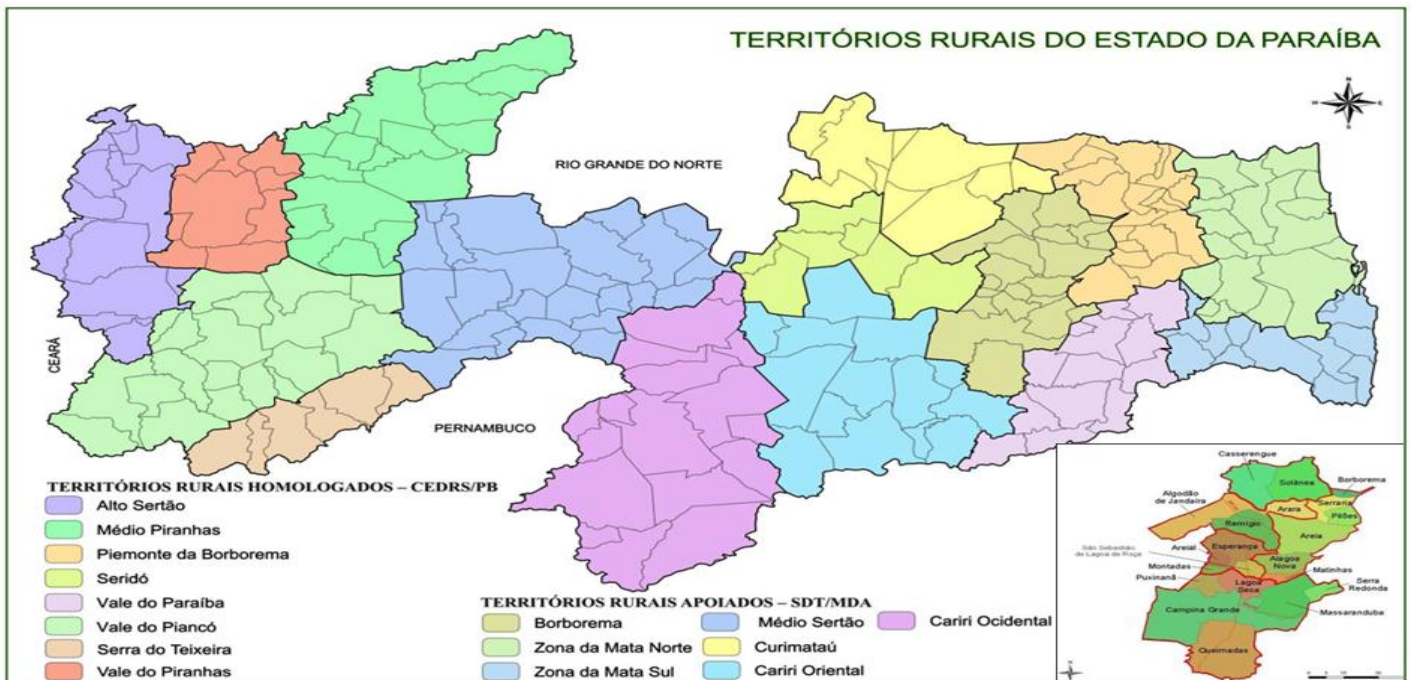 TERRITÓRIOS RURAIS DO ESTADO DA PARAÍBA
N
W
E
S
RIO GRANDE DO NORTE
CEARÁ
PERNAMBUCO
TERRITÓRIOS RURAIS HOMOLOGADOS – CEDRS/PB
Alto Sertão
Médio Piranhas
Piemonte da Borborema
Seridó
Vale do Paraíba
Vale do Piancó
Serra do Teixeira
Vale do Piranhas
TERRITÓRIOS RURAIS APOIADOS – SDT/MDA
Borborema
Zona da Mata Norte
Zona da Mata Sul
Médio Sertão
Curimataú
Cariri Oriental
Cariri Ocidental
Casserengue
Solânea
Borborema
Algodão
de Jandaíra
Arara
Serraria
Pilões
Remígio
Areia
São Sebastião
de Lagoa de Roça
Areial
Esperança
Alagoa
Nova
Montadas
Matinhas
Puxinanã
Lagoa
Seca
Serra
Redonda
Campina Grande
Massaranduba
Queimadas